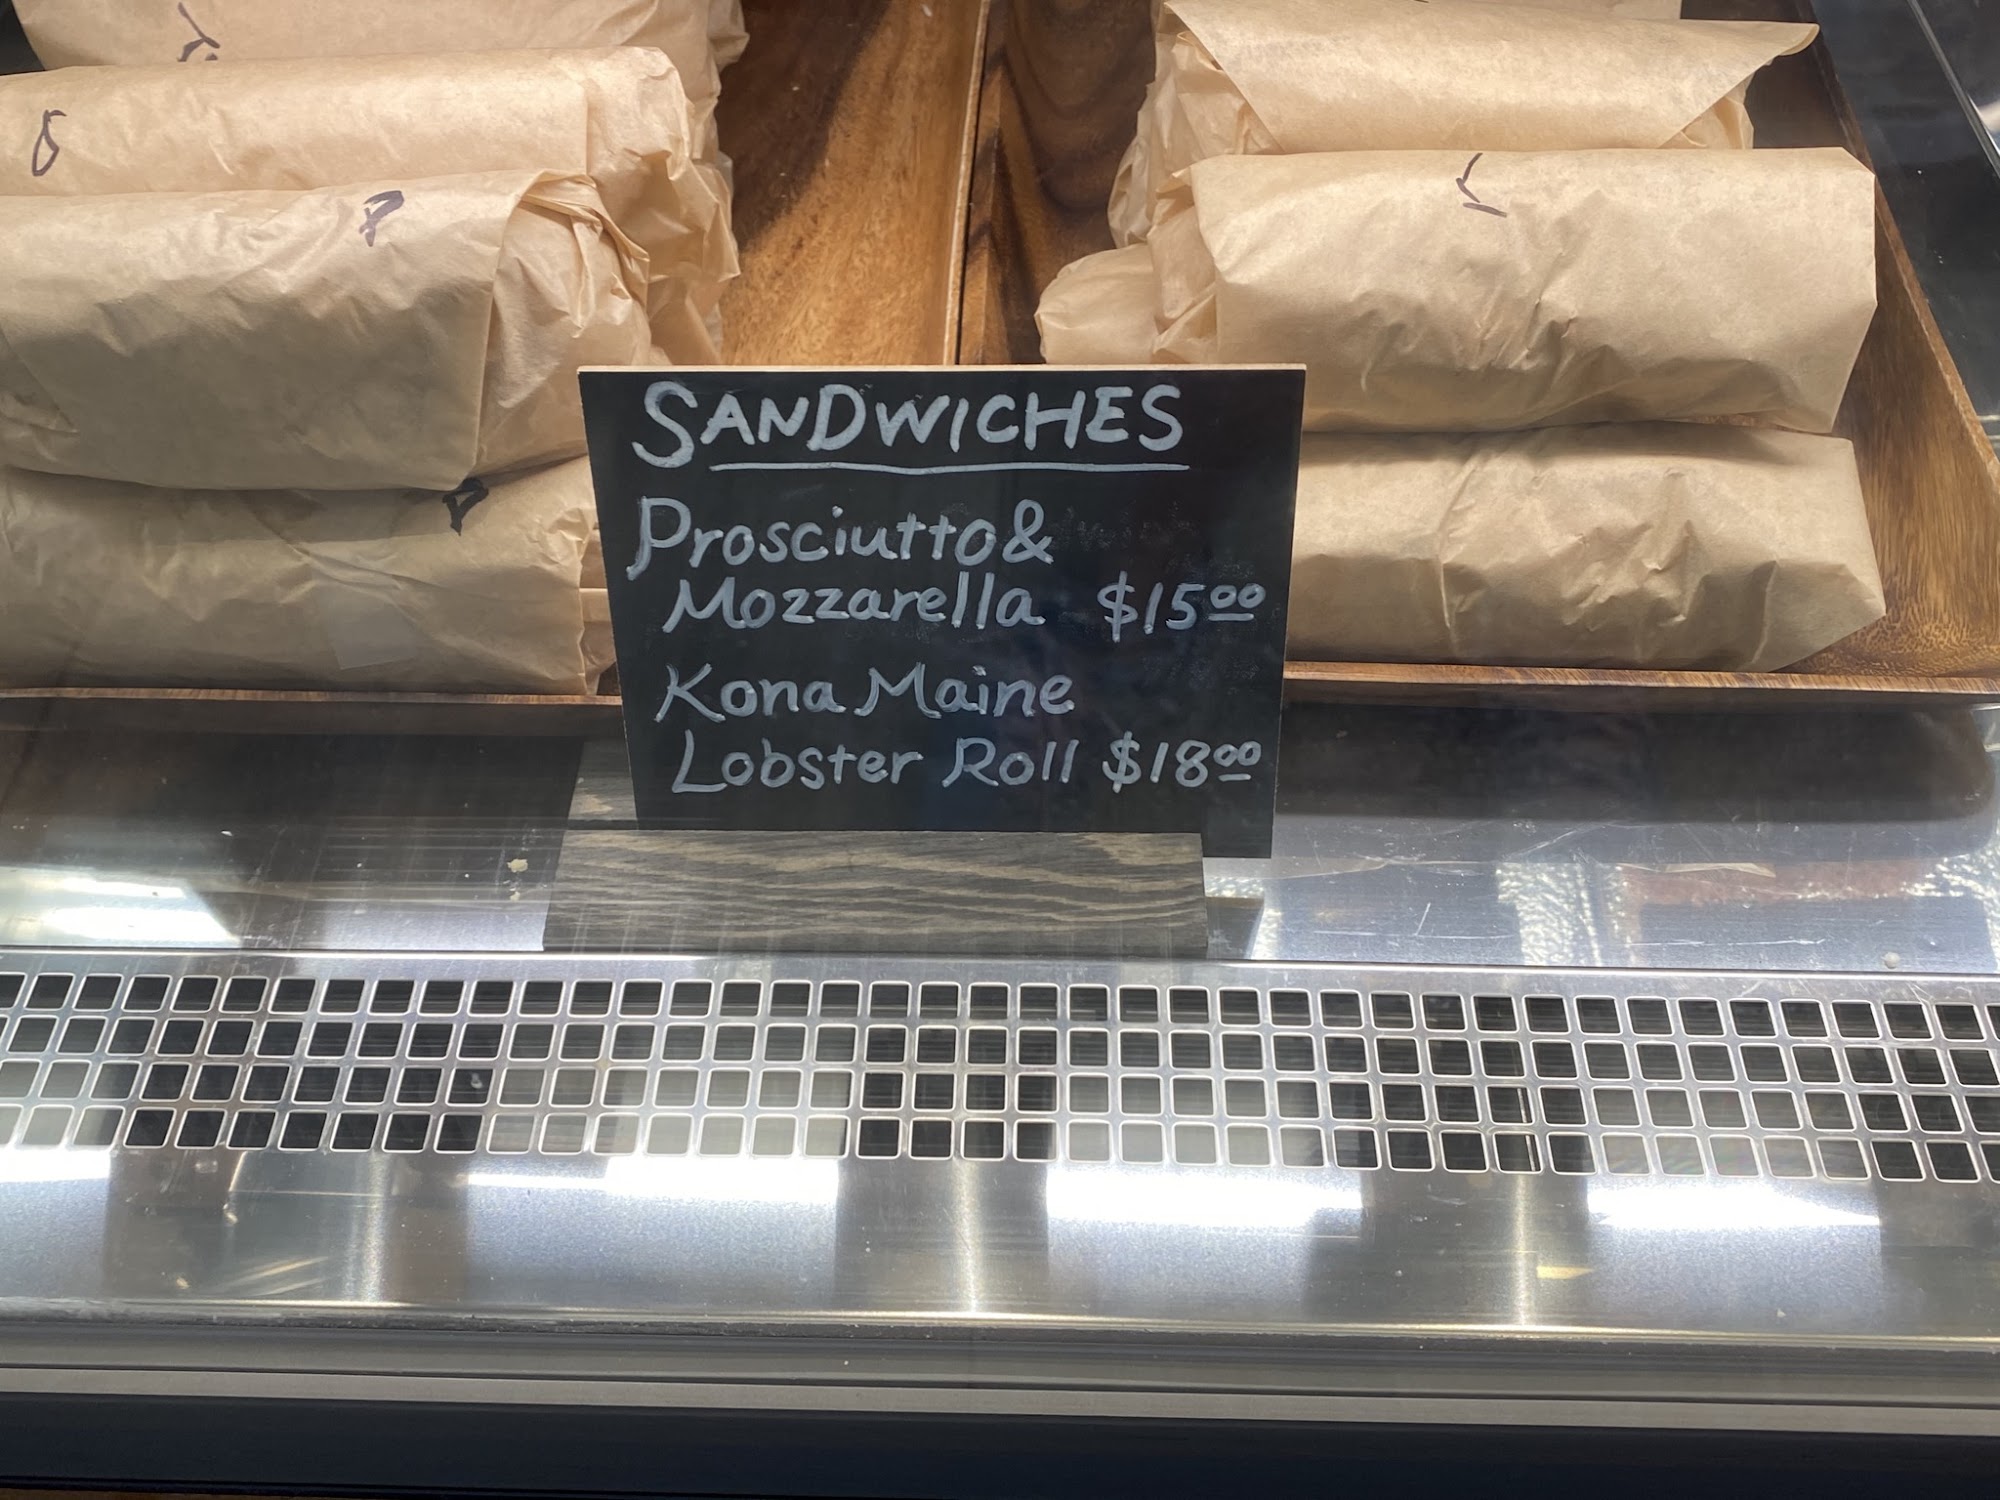 SANDWICHES
Prosciutto &
Mozzarella $15.00
Kona Maine
Lobster Roll $18.00